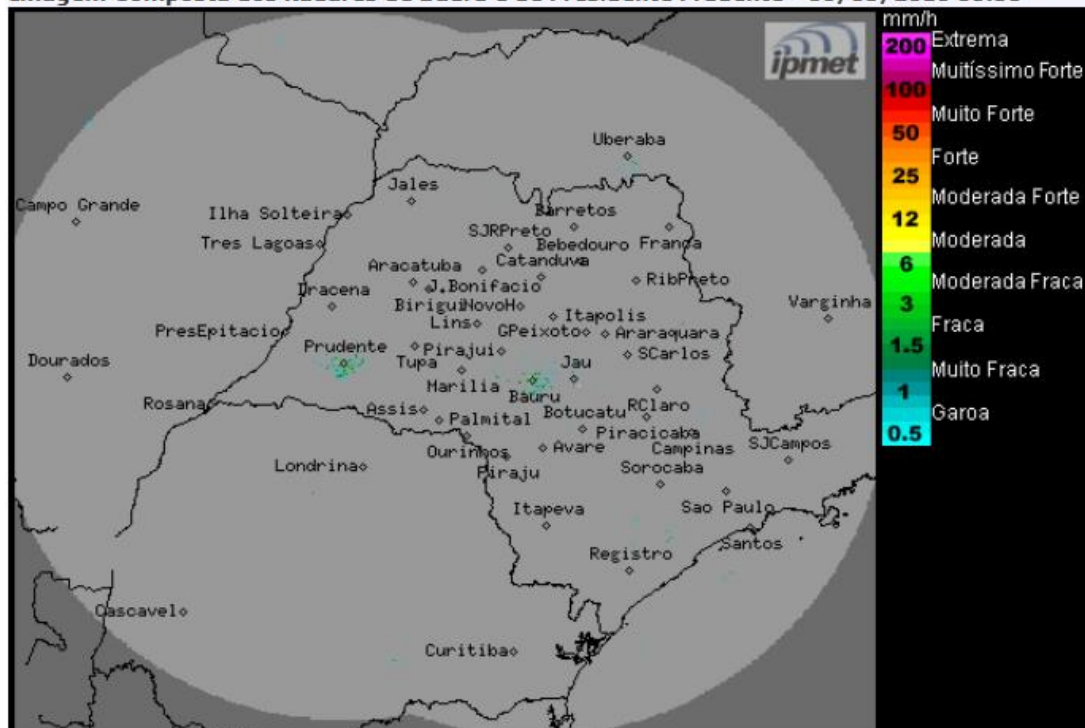 mm/h
ipmet
200 Extrema
Muitíssimo Forte
100
Muito Forte
50
Forte
25
Moderada Forte
12
Moderada
6
Moderada Fraca
3
Fraca
1.5
Muito Fraca
1
Garoa
0.5
Uberaba
Jales
Campo Grande
Ilha Solteira
Barretos
Tres Lagoas
SJRPreto
Bebedouro Franca
Aracatuba
Catanduva
J.Bonifacio
RibPreto
Dracena
Birigui NovoH
Itapolis
Varginha
PresEpitacio
Lins
GPeixoto
Araraquara
Prudente
Tupa
Pirajui
SCarlos
Dourados
Marilia
Jau
Bauru
Rosana
Assis
Palmital
Botucatu
RClaro
Piracicaba
Ourinhos
Avare
Campinas
SJCampos
Londrina
Piraju
Sorocaba
Itapeva
Sao Paulo
Santos
Registro
Cascavel
Curitiba